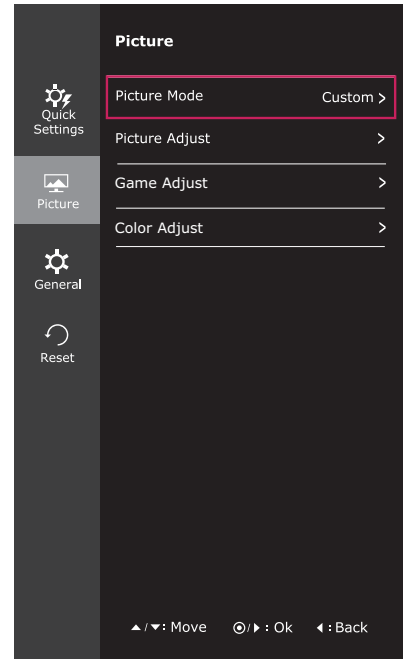 Picture
Quick
Settings
Picture
General
Reset
Picture Mode Custom >
Picture Adjust >
Game Adjust >
Color Adjust >
▲/▼: Move ◉/▶ : Ok ◀ : Back